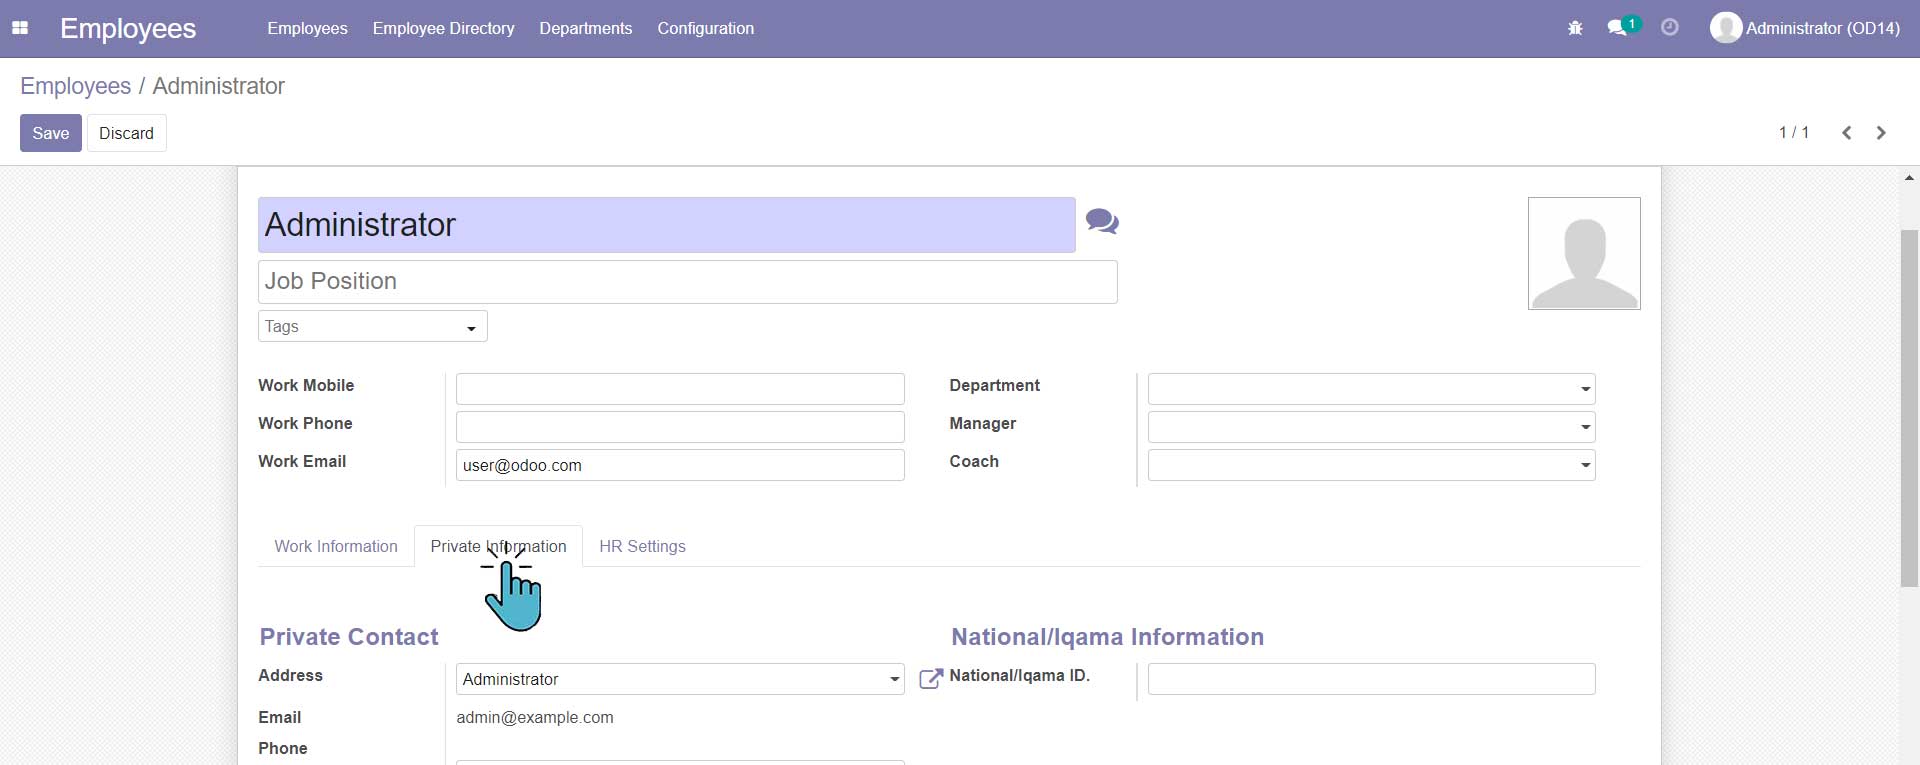 Employees Employees Employee Directory Departments Configuration 1 Administrator (OD14)
Employees / Administrator
Save Discard 1 / 1
Administrator
Job Position
Tags
Work Mobile Department
Work Phone Manager
Work Email user@odoo.com Coach
Work Information Private Information HR Settings
Private Contact National/Iqama Information
Address Administrator National/Iqama ID.
Email admin@example.com
Phone